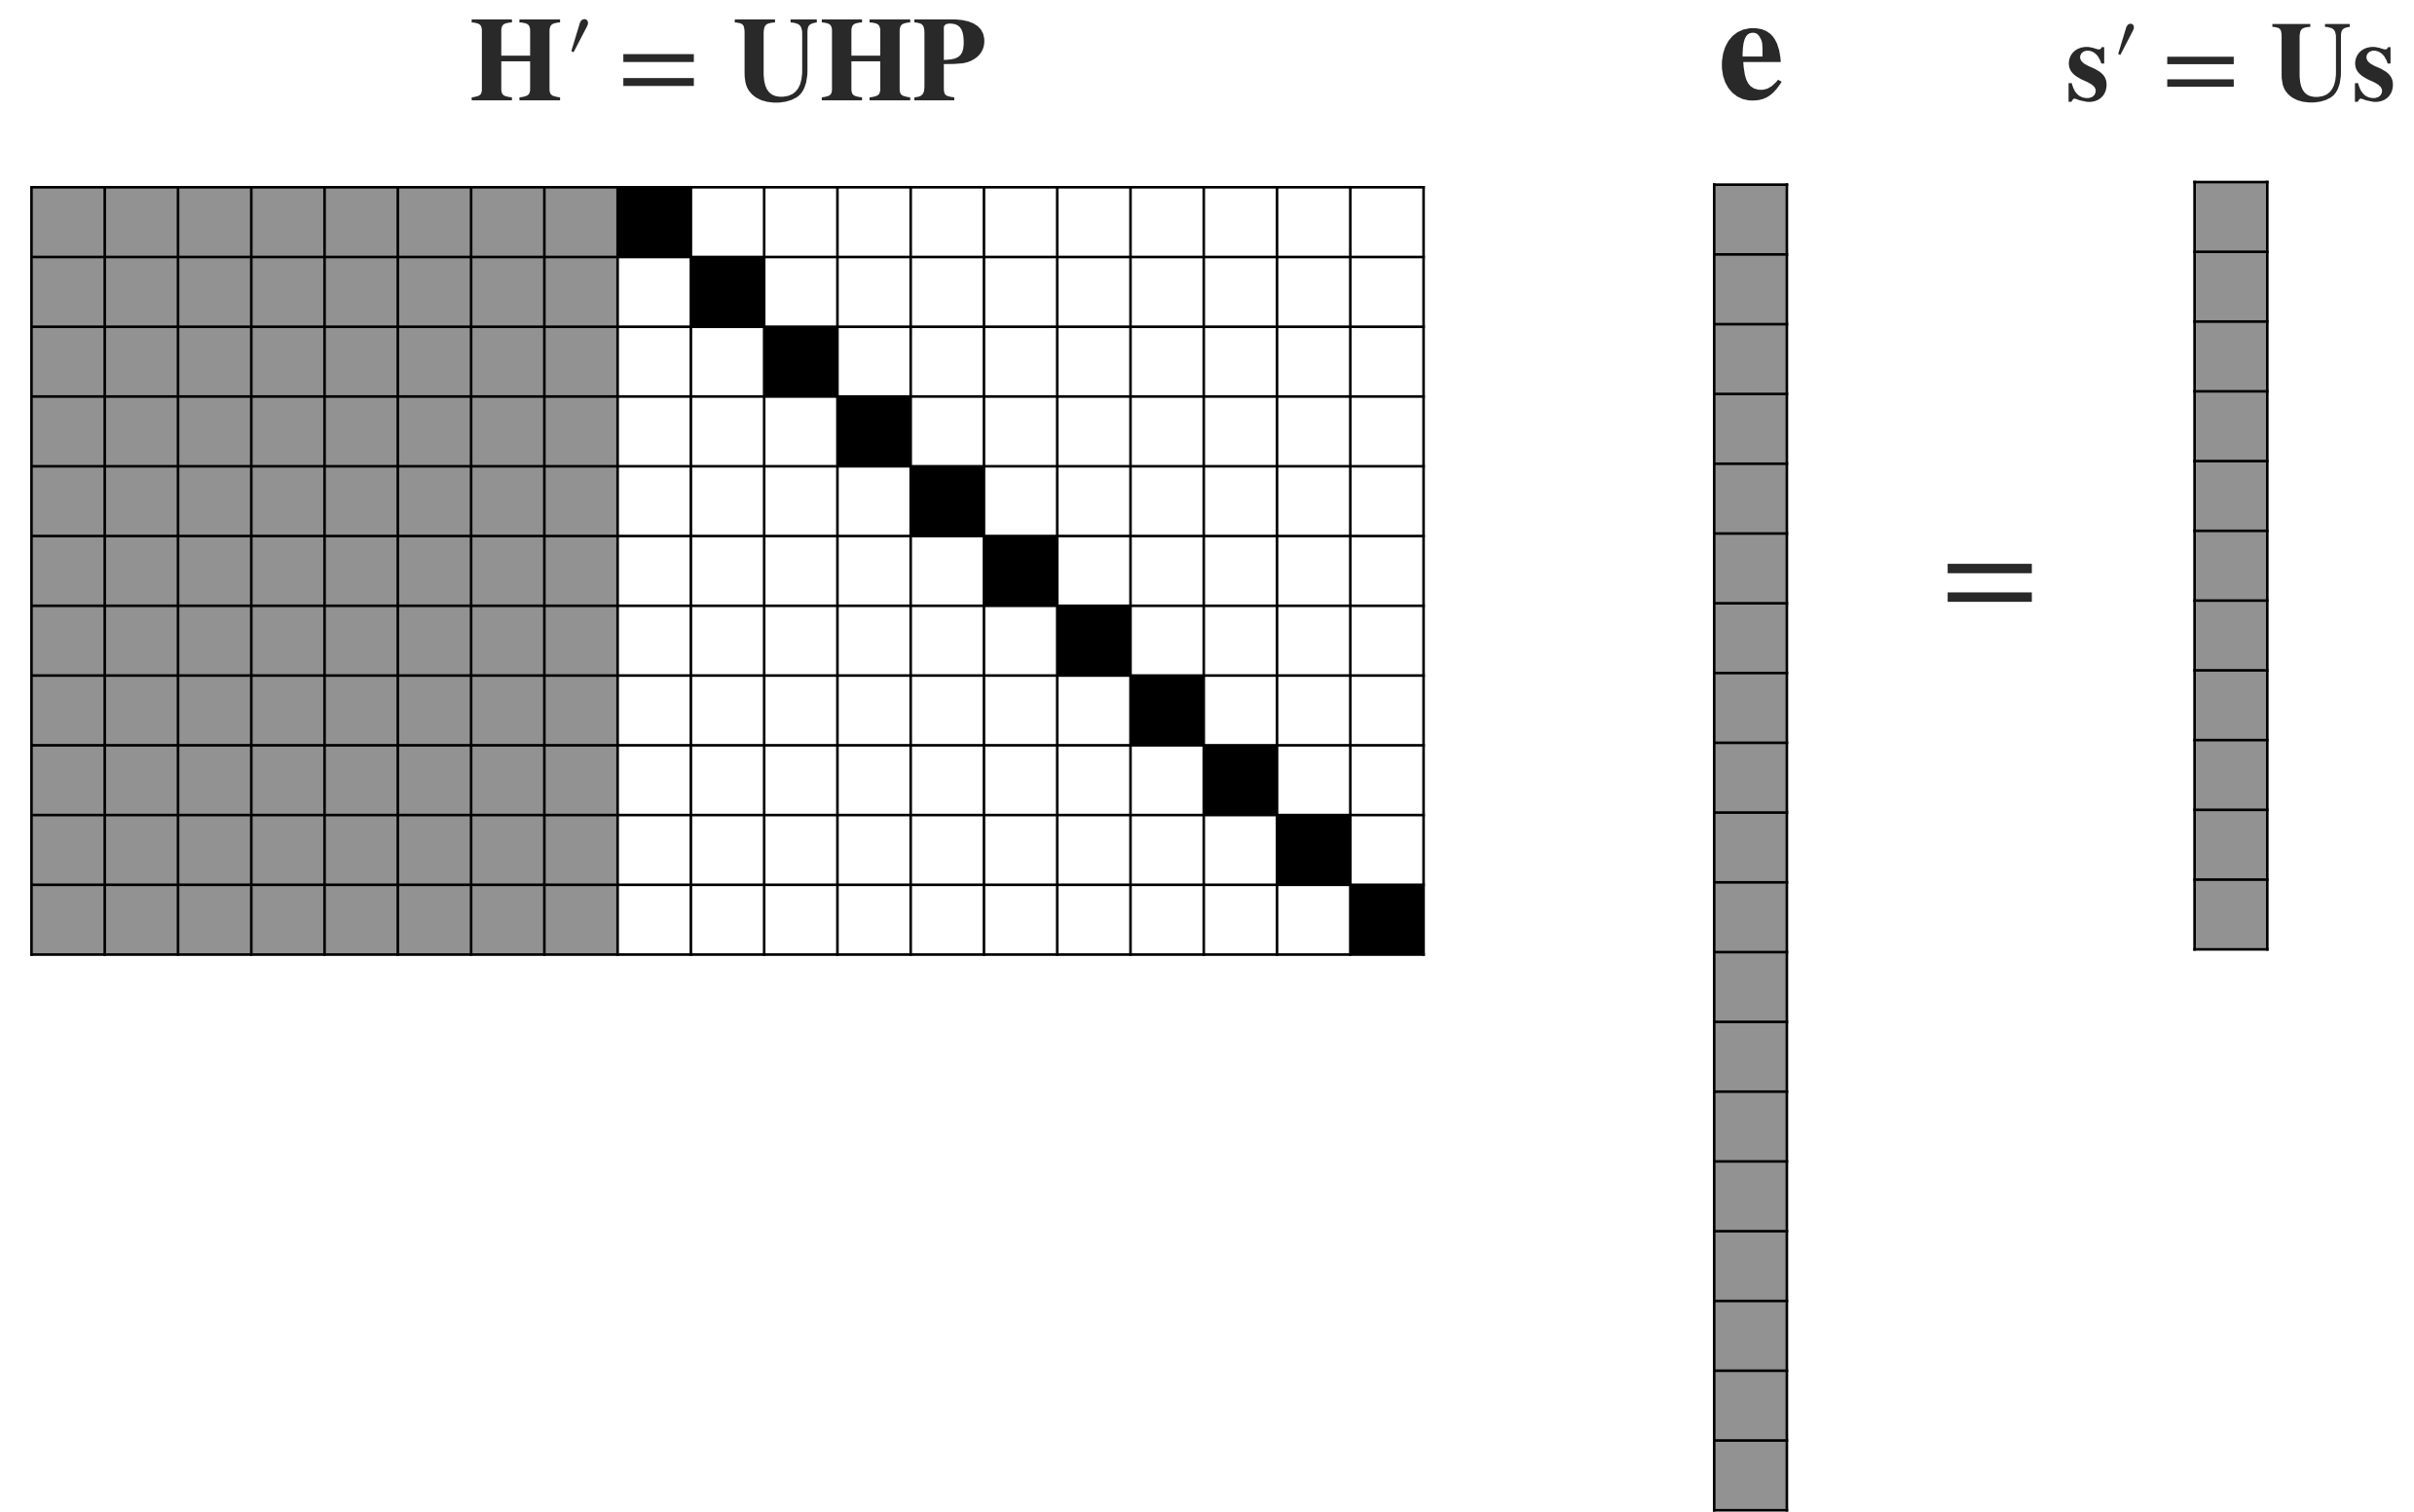 H′ = UHP e s′ = Us
=